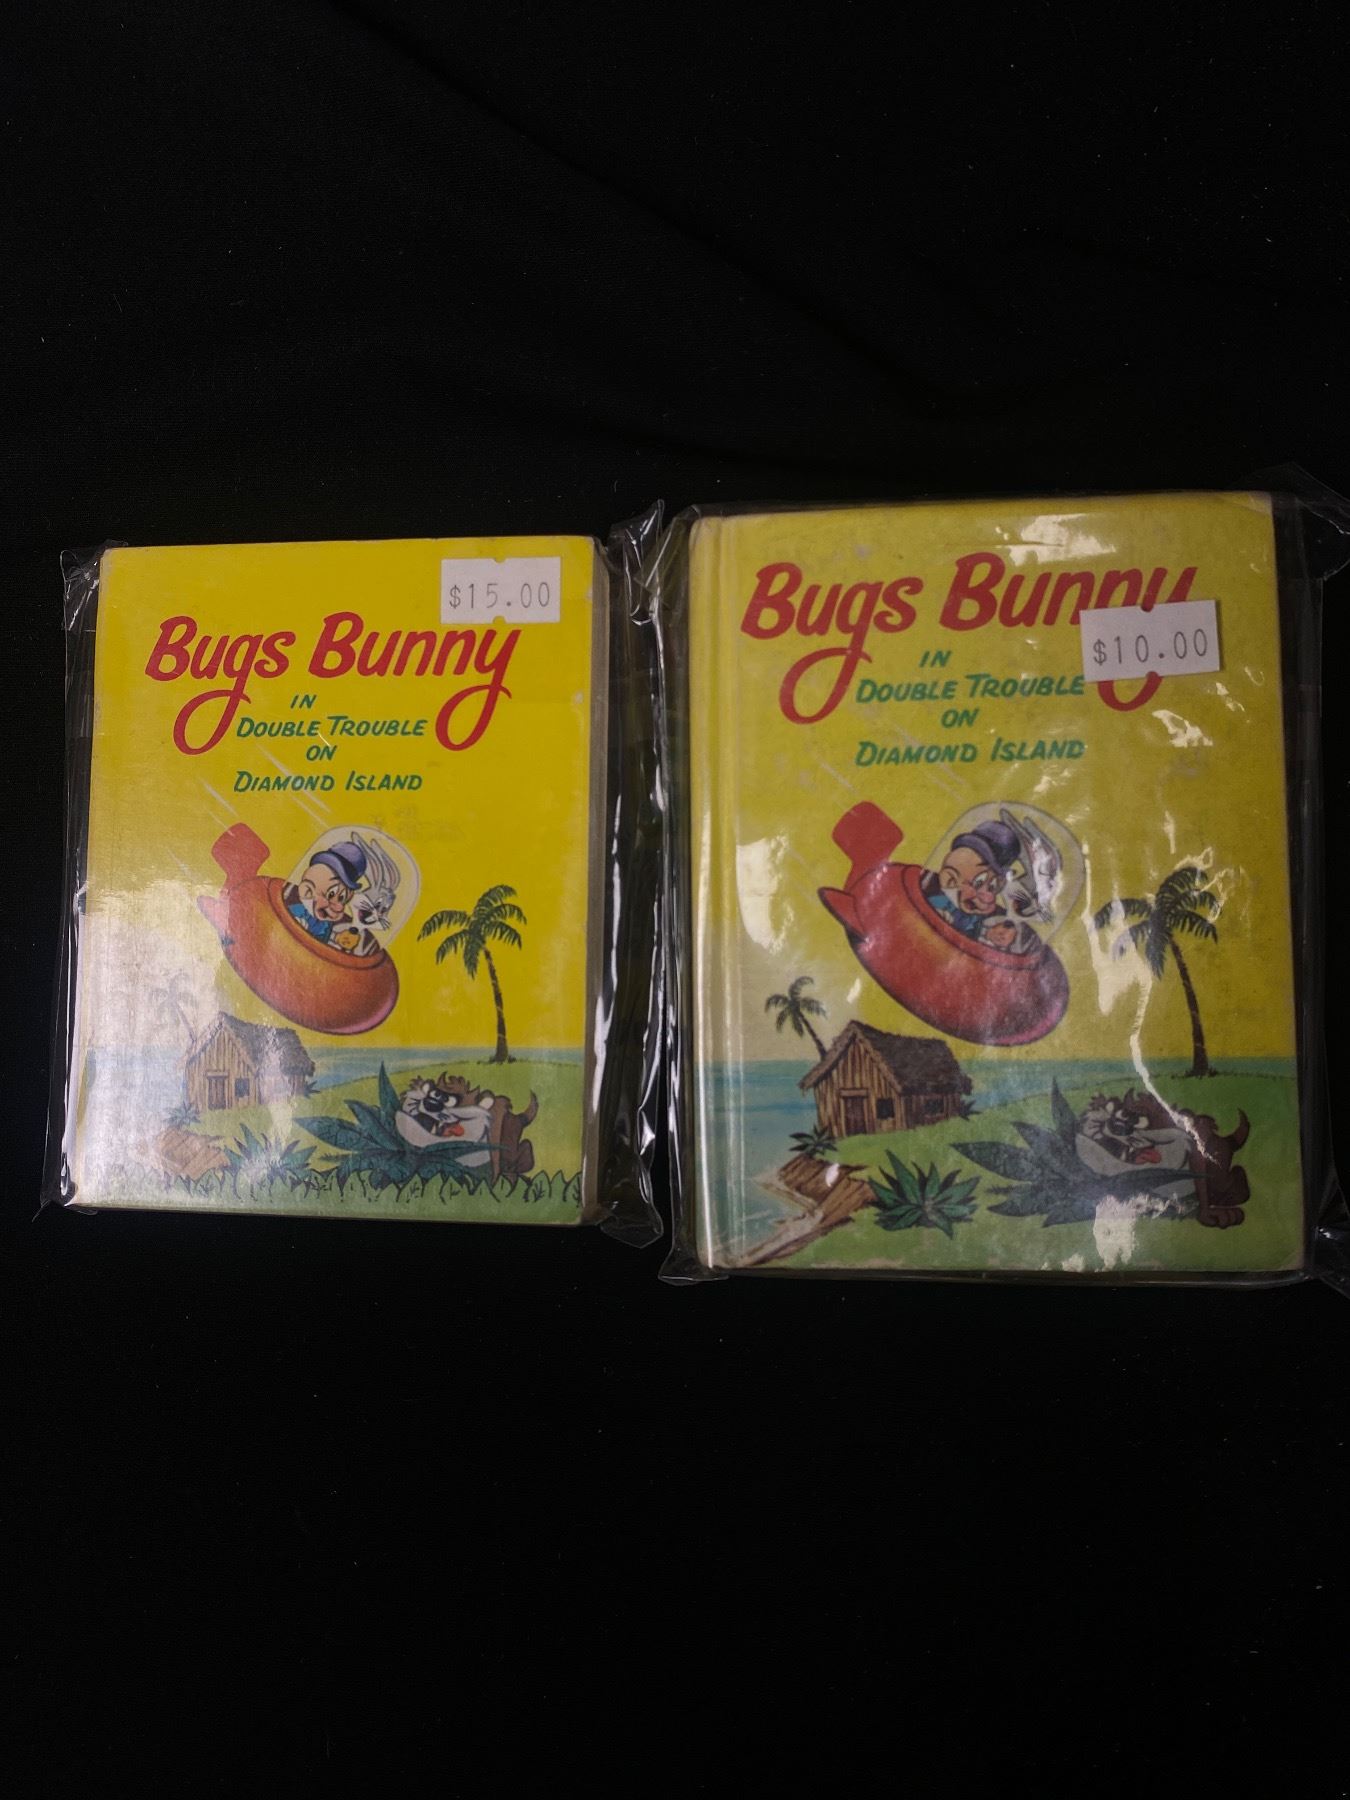 $15.00
Bugs Bunny
IN
DOUBLE TROUBLE
ON
DIAMOND ISLAND
Bugs Bunny
$10.00
IN
DOUBLE TROUBLE
ON
DIAMOND ISLAND